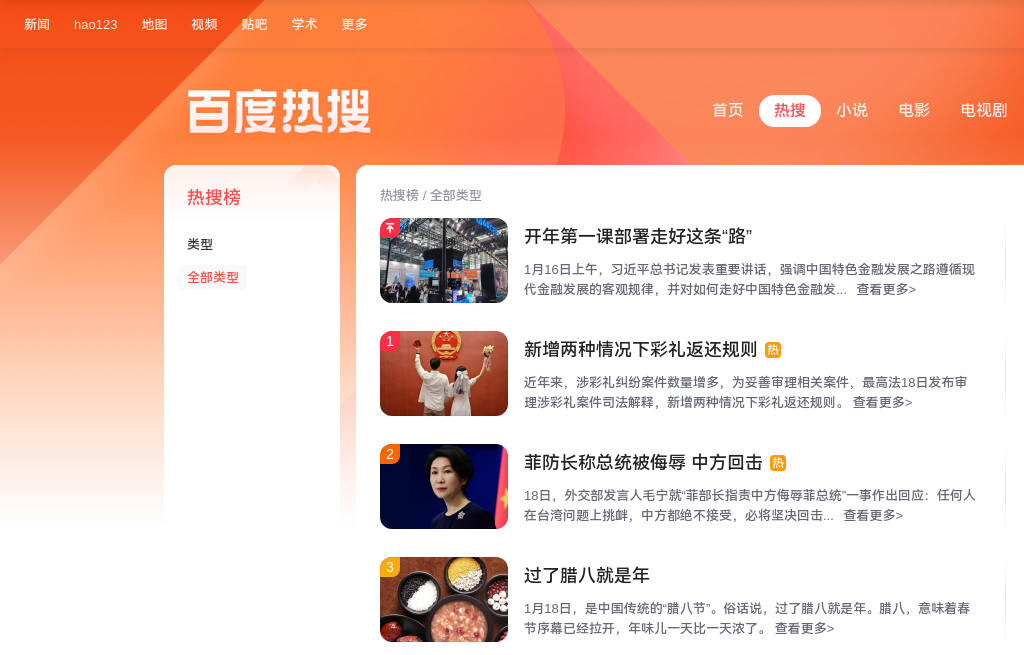 新闻 hao123 地图 视频 贴吧 学术 更多
百度热搜
首页 热搜 小说 电影 电视剧
热搜榜
类型
全部类型
热搜榜 / 全部类型
开年第一课部署走好这条“路”
1月16日上午，习近平总书记发表重要讲话，强调中国特色金融发展之路遵循现
代金融发展的客观规律，并对如何走好中国特色金融发... 查看更多>
1
新增两种情况下彩礼返还规则 热
近年来，涉彩礼纠纷案件数量增多，为妥善审理相关案件，最高法18日发布审
理涉彩礼案件司法解释，新增两种情况下彩礼返还规则。 查看更多>
2
菲防长称总统被侮辱 中方回击 热
18日，外交部发言人毛宁就“菲部长指责中方侮辱菲总统”一事作出回应：任何人
在台湾问题上挑衅，中方都绝不接受，必将坚决回击... 查看更多>
3
过了腊八就是年
1月18日，是中国传统的“腊八节”。俗话说，过了腊八就是年。腊八，意味着春
节序幕已经拉开，年味儿一天比一天浓了。 查看更多>